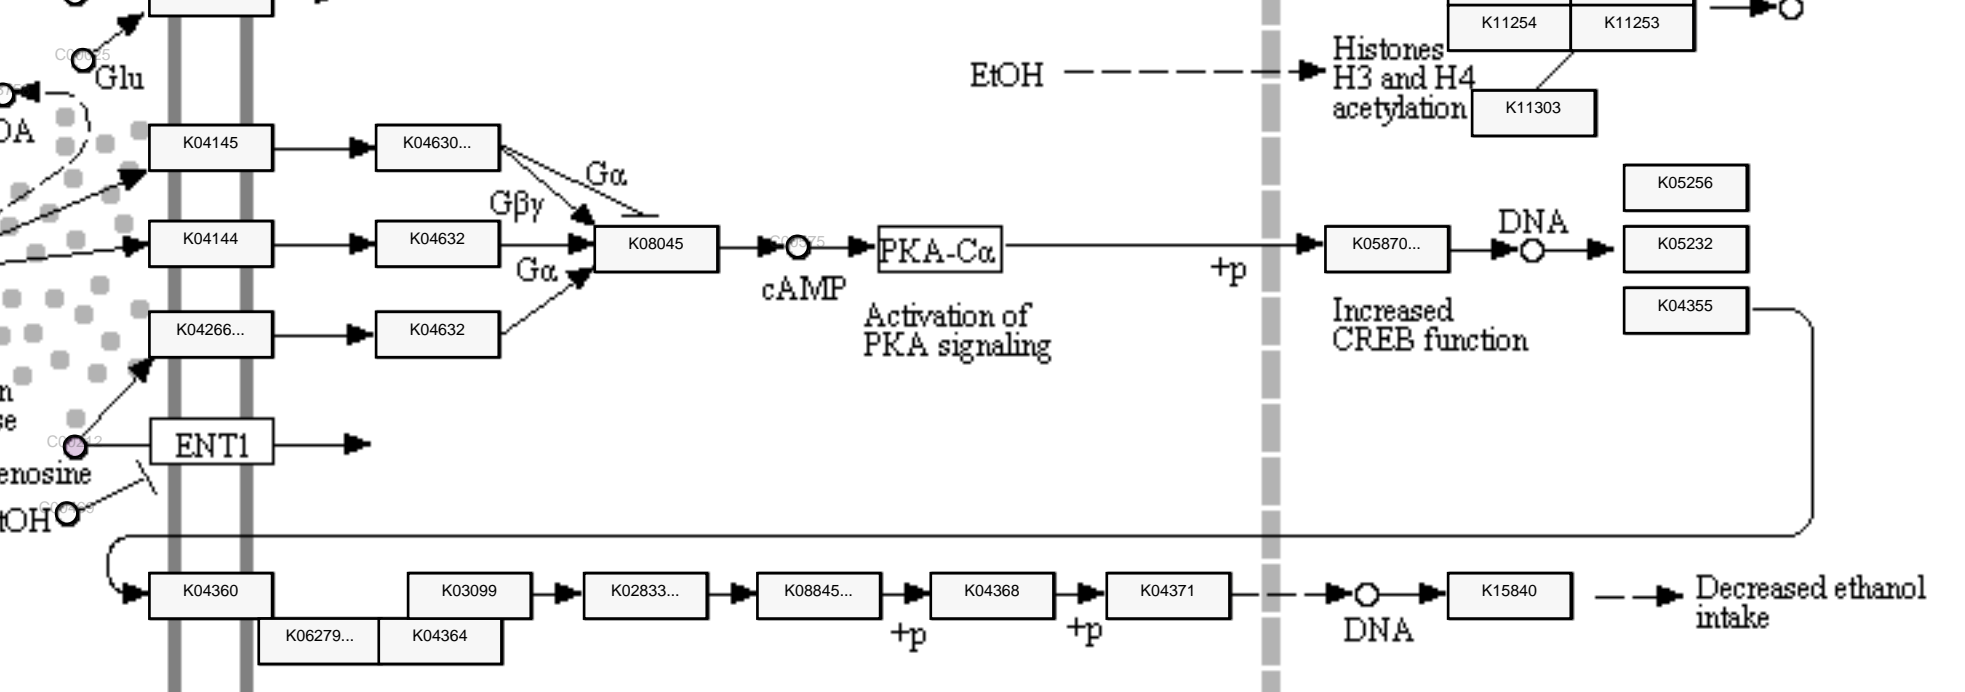 K11254 K11253
Histones
H3 and H4
acetylation
K11303
EtOH
Glu
K04145 K04630...
Gα
Gβγ
K05256
DNA
K04144 K04632 K08045
PKA-Cα
K05870... K05232
Gα
cAMP
+p
Activation of
PKA signaling
Increased
CREB function
K04355
K04266... K04632
ENT1
enosine
tOH
K04360 K03099 K02833... K08845... K04368 K04371 K15840
Decreased ethanol
intake
K06279... K04364
+p +p DNA